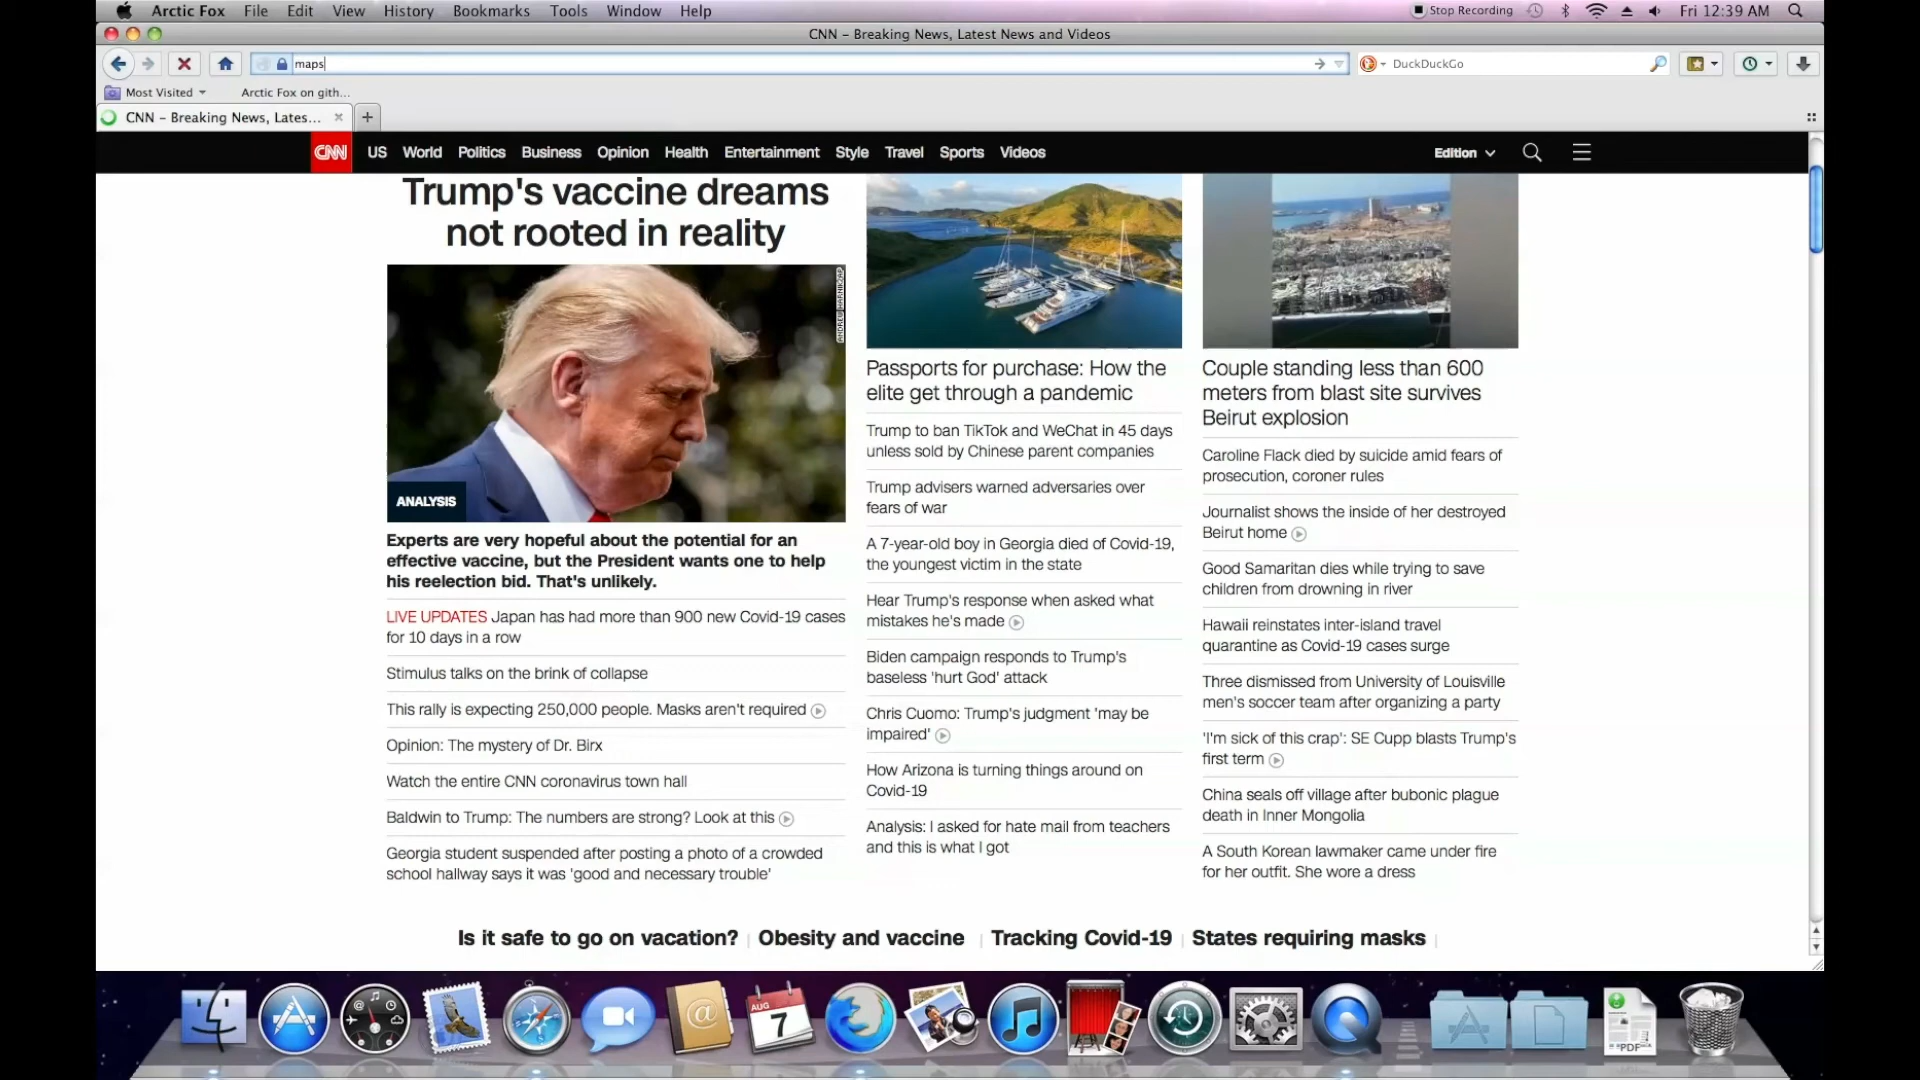 Arctic Fox File Edit View History Bookmarks Tools Window Help Stop Recording Fri 12:39 AM
CNN – Breaking News, Latest News and Videos
maps DuckDuckGo
Most Visited Arctic Fox on gith...
CNN – Breaking News, Lates...
CNN US World Politics Business Opinion Health Entertainment Style Travel Sports Videos Edition
Trump's vaccine dreams
not rooted in reality
ANALYSIS
Experts are very hopeful about the potential for an
effective vaccine, but the President wants one to help
his reelection bid. That's unlikely.
LIVE UPDATES Japan has had more than 900 new Covid-19 cases
for 10 days in a row
Stimulus talks on the brink of collapse
This rally is expecting 250,000 people. Masks aren't required
Opinion: The mystery of Dr. Birx
Watch the entire CNN coronavirus town hall
Baldwin to Trump: The numbers are strong? Look at this
Georgia student suspended after posting a photo of a crowded
school hallway says it was 'good and necessary trouble'
Passports for purchase: How the
elite get through a pandemic
Trump to ban TikTok and WeChat in 45 days
unless sold by Chinese parent companies
Trump advisers warned adversaries over
fears of war
A 7-year-old boy in Georgia died of Covid-19,
the youngest victim in the state
Hear Trump's response when asked what
mistakes he's made
Biden campaign responds to Trump's
baseless 'hurt God' attack
Chris Cuomo: Trump's judgment 'may be
impaired'
How Arizona is turning things around on
Covid-19
Analysis: I asked for hate mail from teachers
and this is what I got
Couple standing less than 600
meters from blast site survives
Beirut explosion
Caroline Flack died by suicide amid fears of
prosecution, coroner rules
Journalist shows the inside of her destroyed
Beirut home
Good Samaritan dies while trying to save
children from drowning in river
Hawaii reinstates inter-island travel
quarantine as Covid-19 cases surge
Three dismissed from University of Louisville
men's soccer team after organizing a party
'I'm sick of this crap': SE Cupp blasts Trump's
first term
China seals off village after bubonic plague
death in Inner Mongolia
A South Korean lawmaker came under fire
for her outfit. She wore a dress
Is it safe to go on vacation? Obesity and vaccine Tracking Covid-19 States requiring masks
AUG
7
PDF